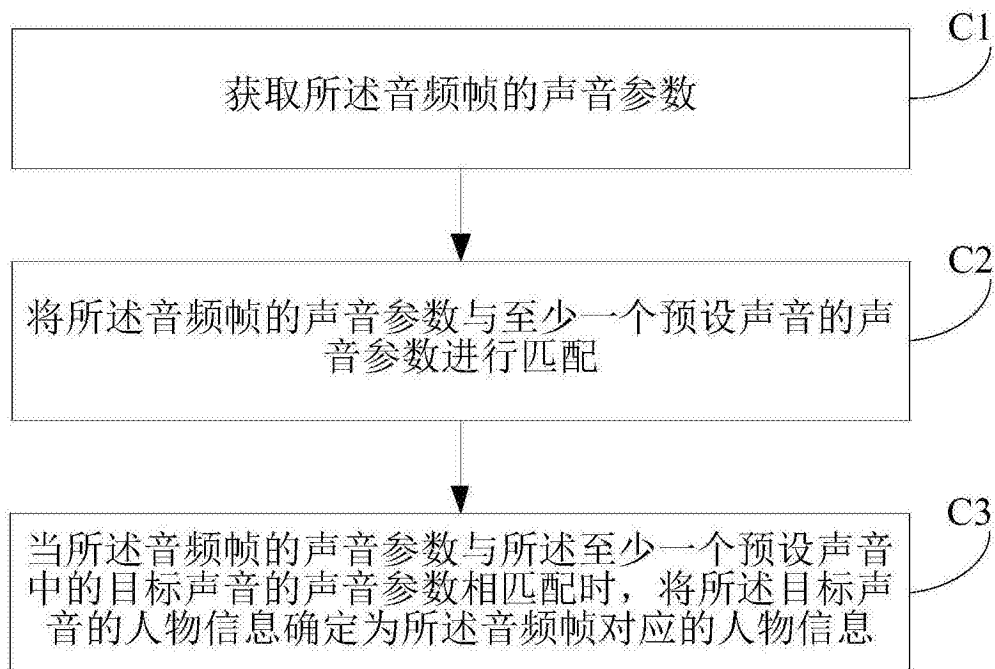 C1
获取所述音频帧的声音参数
C2
将所述音频帧的声音参数与至少一个预设声音的声
音参数进行匹配
C3
当所述音频帧的声音参数与所述至少一个预设声音
中的目标声音的声音参数相匹配时，将所述目标声
音的人物信息确定为所述音频帧对应的人物信息